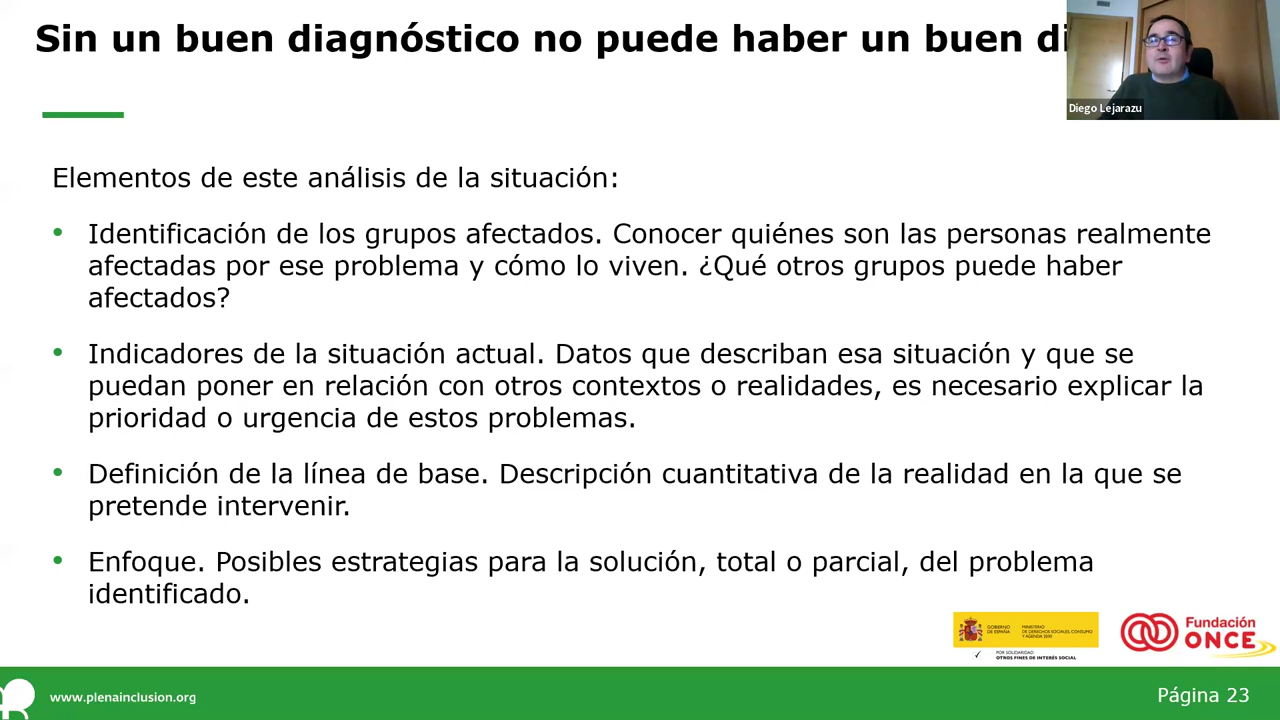 Sin un buen diagnóstico no puede haber un buen
Diego Lejarazu
Elementos de este análisis de la situación:
• Identificación de los grupos afectados. Conocer quiénes son las personas realmente
afectadas por ese problema y cómo lo viven. ¿Qué otros grupos puede haber
afectados?
• Indicadores de la situación actual. Datos que describan esa situación y que se
puedan poner en relación con otros contextos o realidades, es necesario explicar la
prioridad o urgencia de estos problemas.
• Definición de la línea de base. Descripción cuantitativa de la realidad en la que se
pretende intervenir.
• Enfoque. Posibles estrategias para la solución, total o parcial, del problema
identificado.
GOBIERNO
DE ESPAÑA
MINISTERIO
DE DERECHOS SOCIALES, CONSUMO
Y AGENDA 2030
POR SOLIDARIDAD
OTROS FINES DE INTERÉS SOCIAL
Fundación
ONCE
www.plenainclusion.org
Página 23